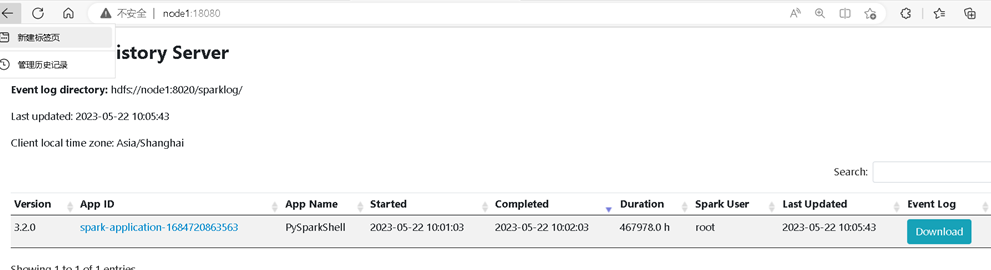 不安全 | node1:18080
新建标签页
管理历史记录
istory Server
Event log directory: hdfs://node1:8020/sparklog/
Last updated: 2023-05-22 10:05:43
Client local time zone: Asia/Shanghai
Search:
Version App ID App Name Started Completed Duration Spark User Last Updated Event Log
3.2.0 spark-application-1684720863563 PySparkShell 2023-05-22 10:01:03 2023-05-22 10:02:03 467978.0 h root 2023-05-22 10:05:43 Download
Showing 1 to 1 of 1 entries